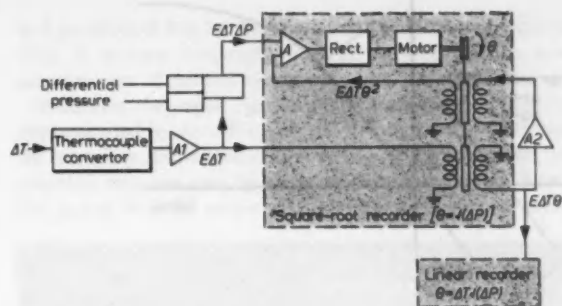 EΔTΔP
A
Rect.
Motor
θ
Differential
pressure
EΔTθ²
ΔT
Thermocouple
convertor
A1
EΔT
A2
Square-root recorder [θ=√(ΔP)]
EΔTθ
Linear recorder
θ=ΔT√(ΔP)